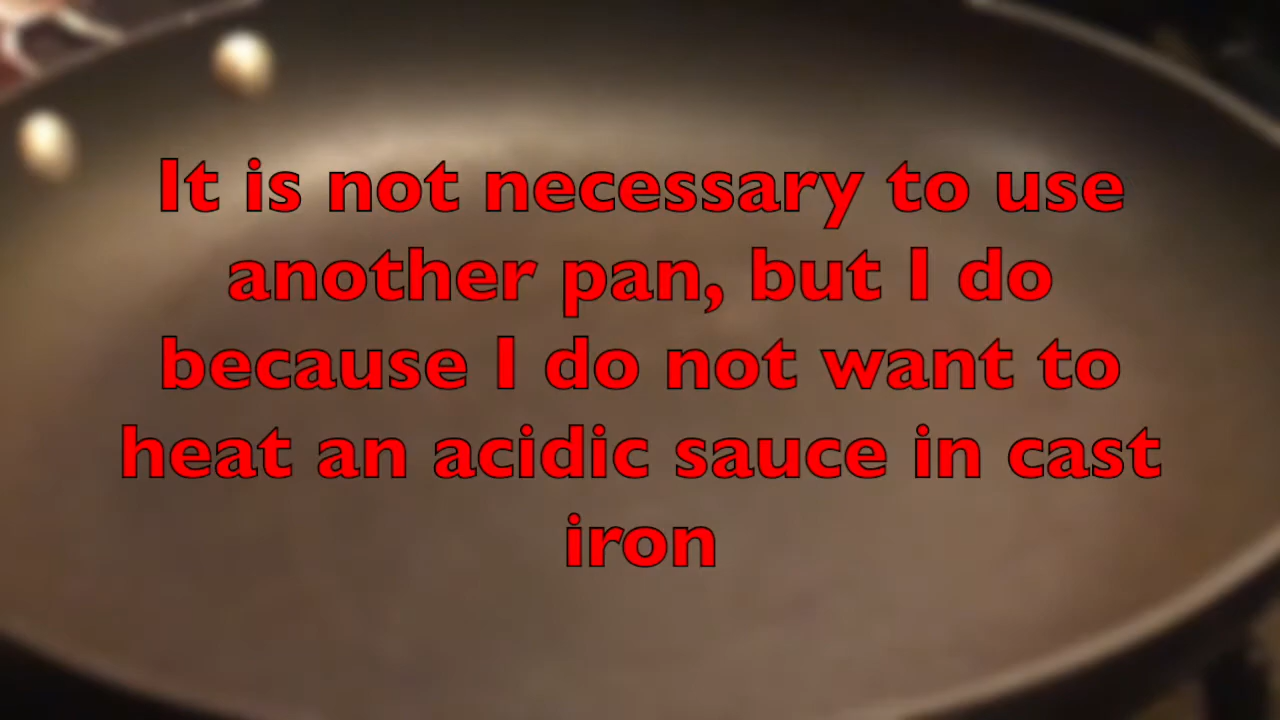 It is not necessary to use
another pan, but I do
because I do not want to
heat an acidic sauce in cast
iron